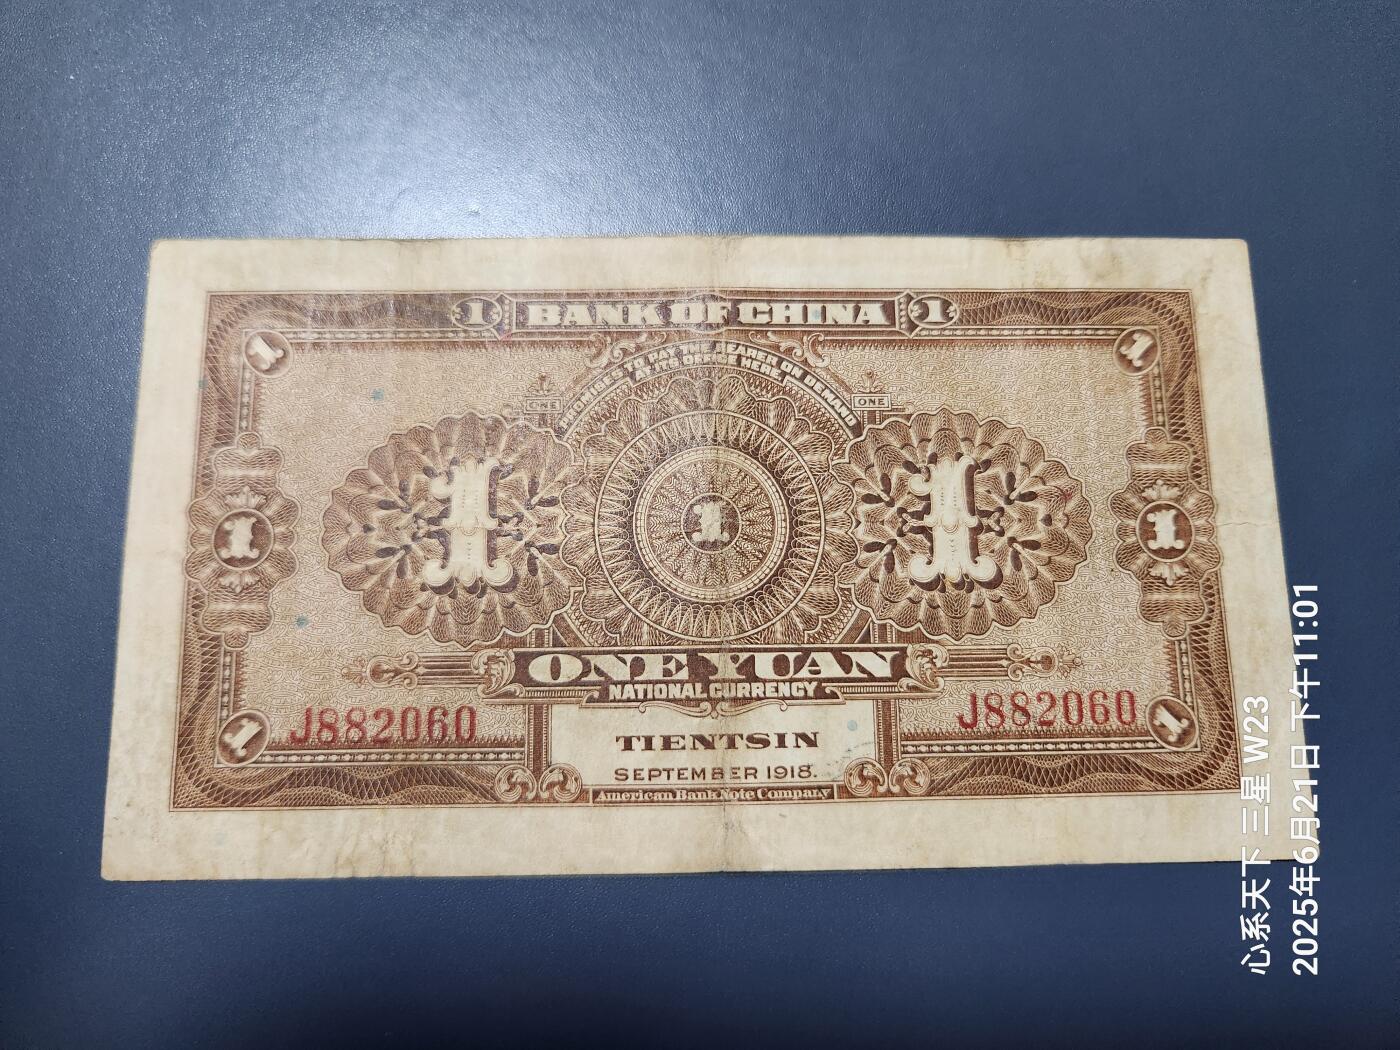 1 BANK OF CHINA 1
1 1
PROMISES TO PAY THE BEARER ON DEMAND
AT ITS OFFICE HERE
ONE ONE
1 1 1 1 1
ONE YUAN
NATIONAL CURRENCY
J882060 J882060
1 1
TIENTSIN
SEPTEMBER 1918.
American Bank Note Company
心系天下 三星 W23
2025年6月21日 下午11:01